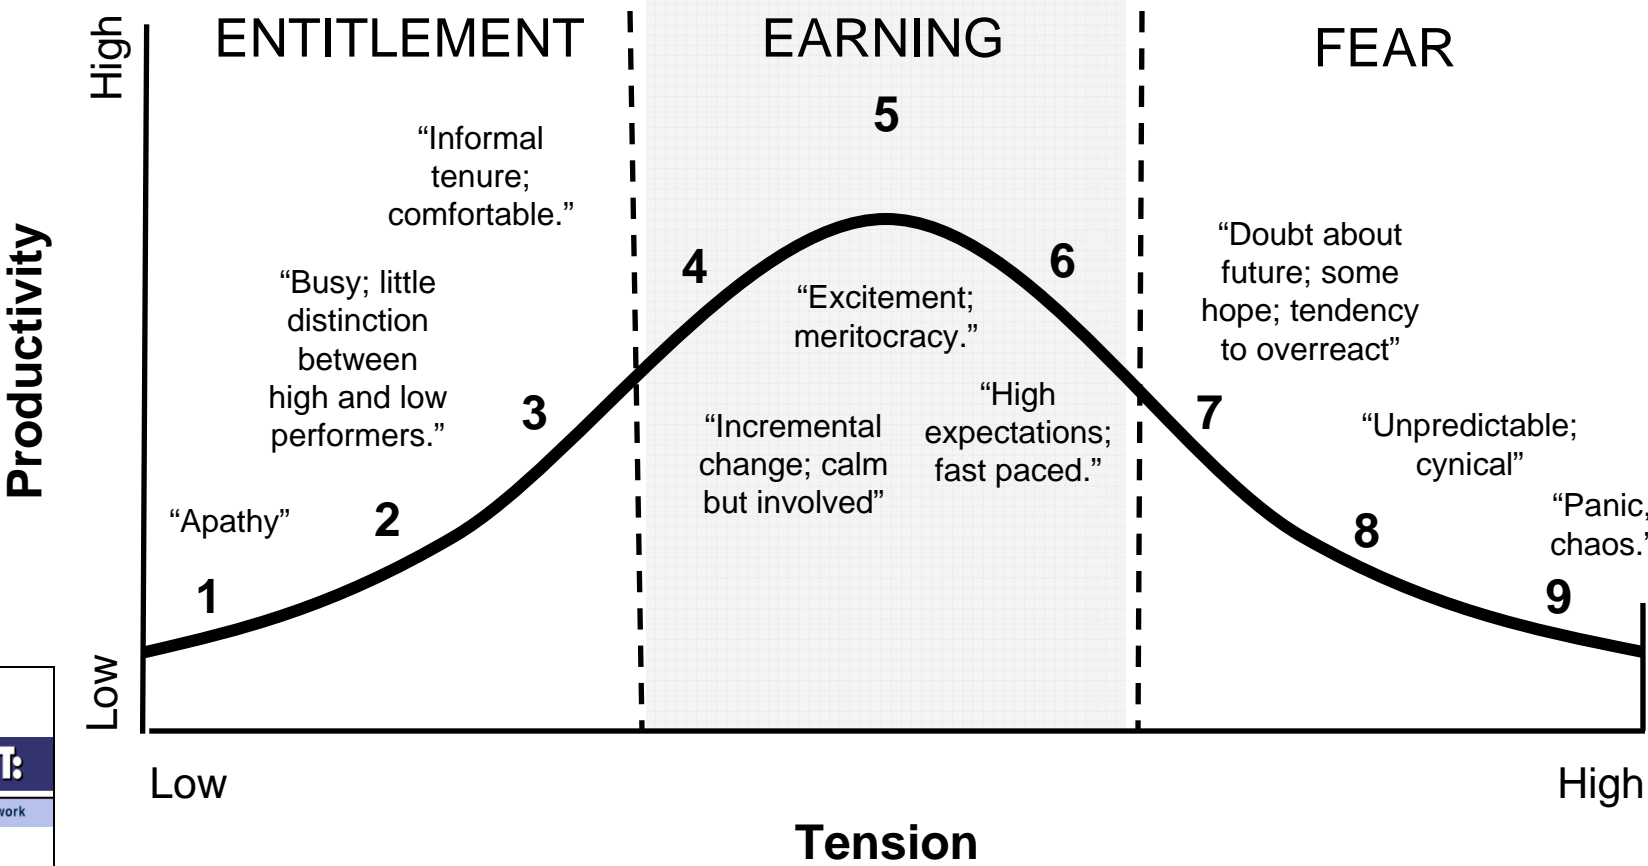 ENTITLEMENT
EARNING
FEAR
High
Productivity
Low
“Informal
tenure;
comfortable.”
“Busy; little
distinction
between
high and low
performers.”
“Apathy”
1
2
3
4
5
6
“Excitement;
meritocracy.”
“Incremental
change; calm
but involved”
“High
expectations;
fast paced.”
“Doubt about
future; some
hope; tendency
to overreact”
7
“Unpredictable;
cynical”
8
“Panic,
chaos.”
9
Low
High
Tension
T:
work